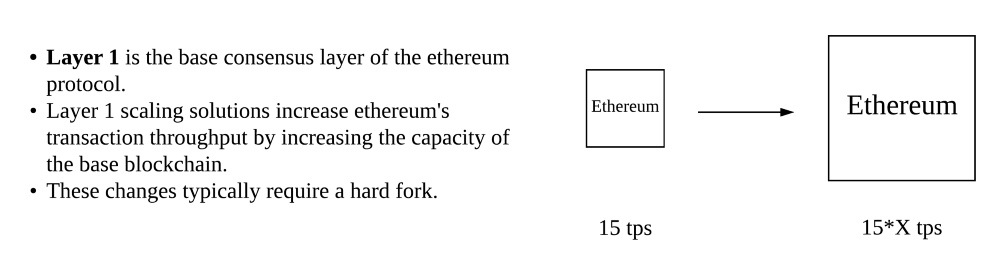 • Layer 1 is the base consensus layer of the ethereum
protocol.
• Layer 1 scaling solutions increase ethereum's
transaction throughput by increasing the capacity of
the base blockchain.
• These changes typically require a hard fork.
Ethereum
Ethereum
15 tps
15*X tps